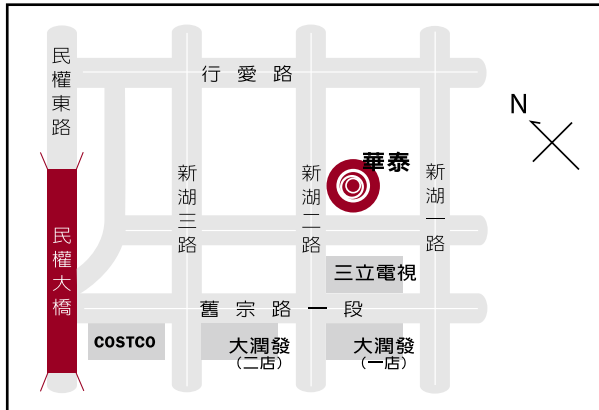 民權東路
行愛路
N
華泰
新湖三路
新湖二路
新湖一路
民權大橋
三立電視
舊宗路一段
COSTCO
大潤發
(二店)
大潤發
(一店)